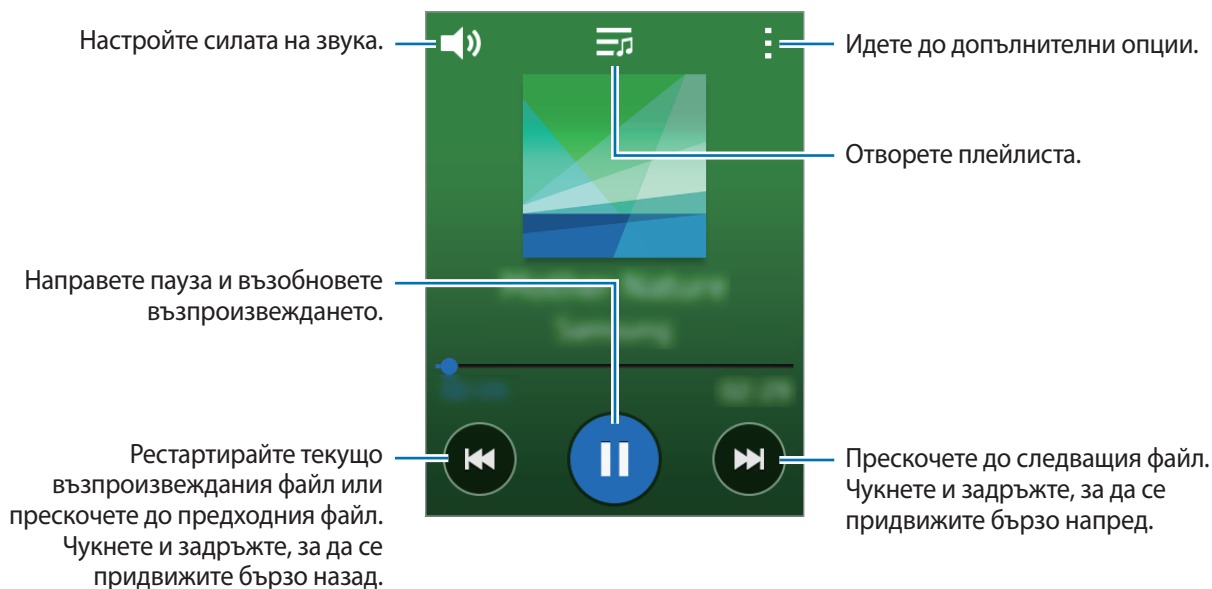 Настройте силата на звука.
Идете до допълнителни опции.
Отворете плейлиста.
Направете пауза и възобновете
възпроизвеждането.
Рестартирайте текущо
възпроизвеждания файл или
прескочете до предходния файл.
Чукнете и задръжте, за да се
придвижите бързо назад.
Прескочете до следващия файл.
Чукнете и задръжте, за да се
придвижите бързо напред.